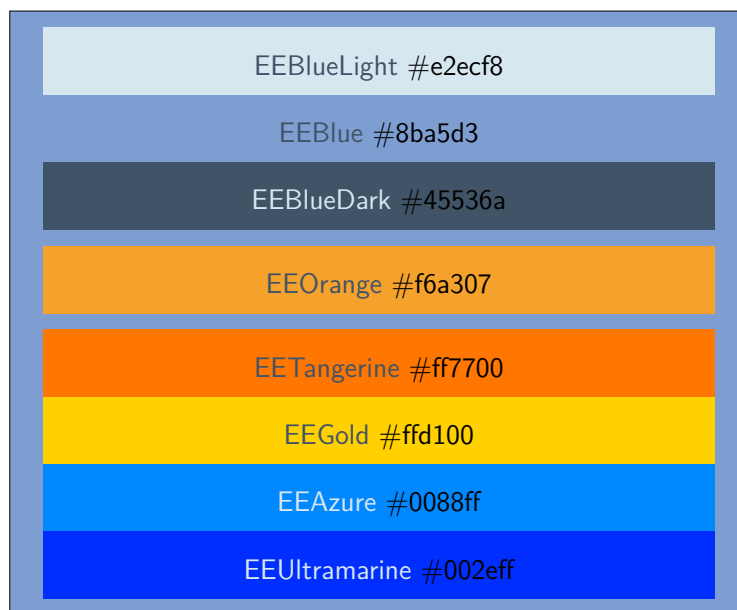 EEBlueLight #e2ecf8
EEBlue #8ba5d3
EEBlueDark #45536a
EEOrange #f6a307
EETangerine #ff7700
EEGold #ffd100
EEAzure #0088ff
EEUltramarine #002eff